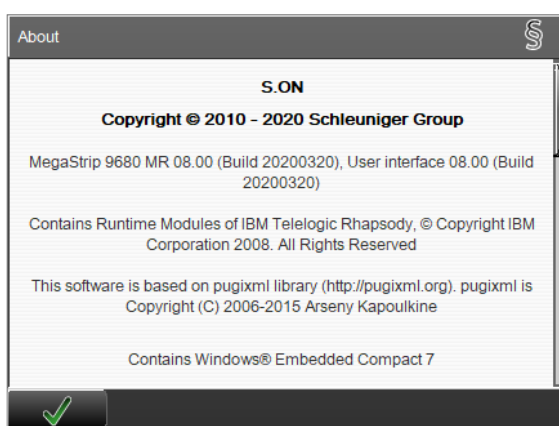 About
S.ON
Copyright © 2010 - 2020 Schleuniger Group
MegaStrip 9680 MR 08.00 (Build 20200320), User interface 08.00 (Build
20200320)
Contains Runtime Modules of IBM Telelogic Rhapsody, © Copyright IBM
Corporation 2008. All Rights Reserved
This software is based on pugixml library (http://pugixml.org). pugixml is
Copyright (C) 2006-2015 Arseny Kapoulkine
Contains Windows® Embedded Compact 7